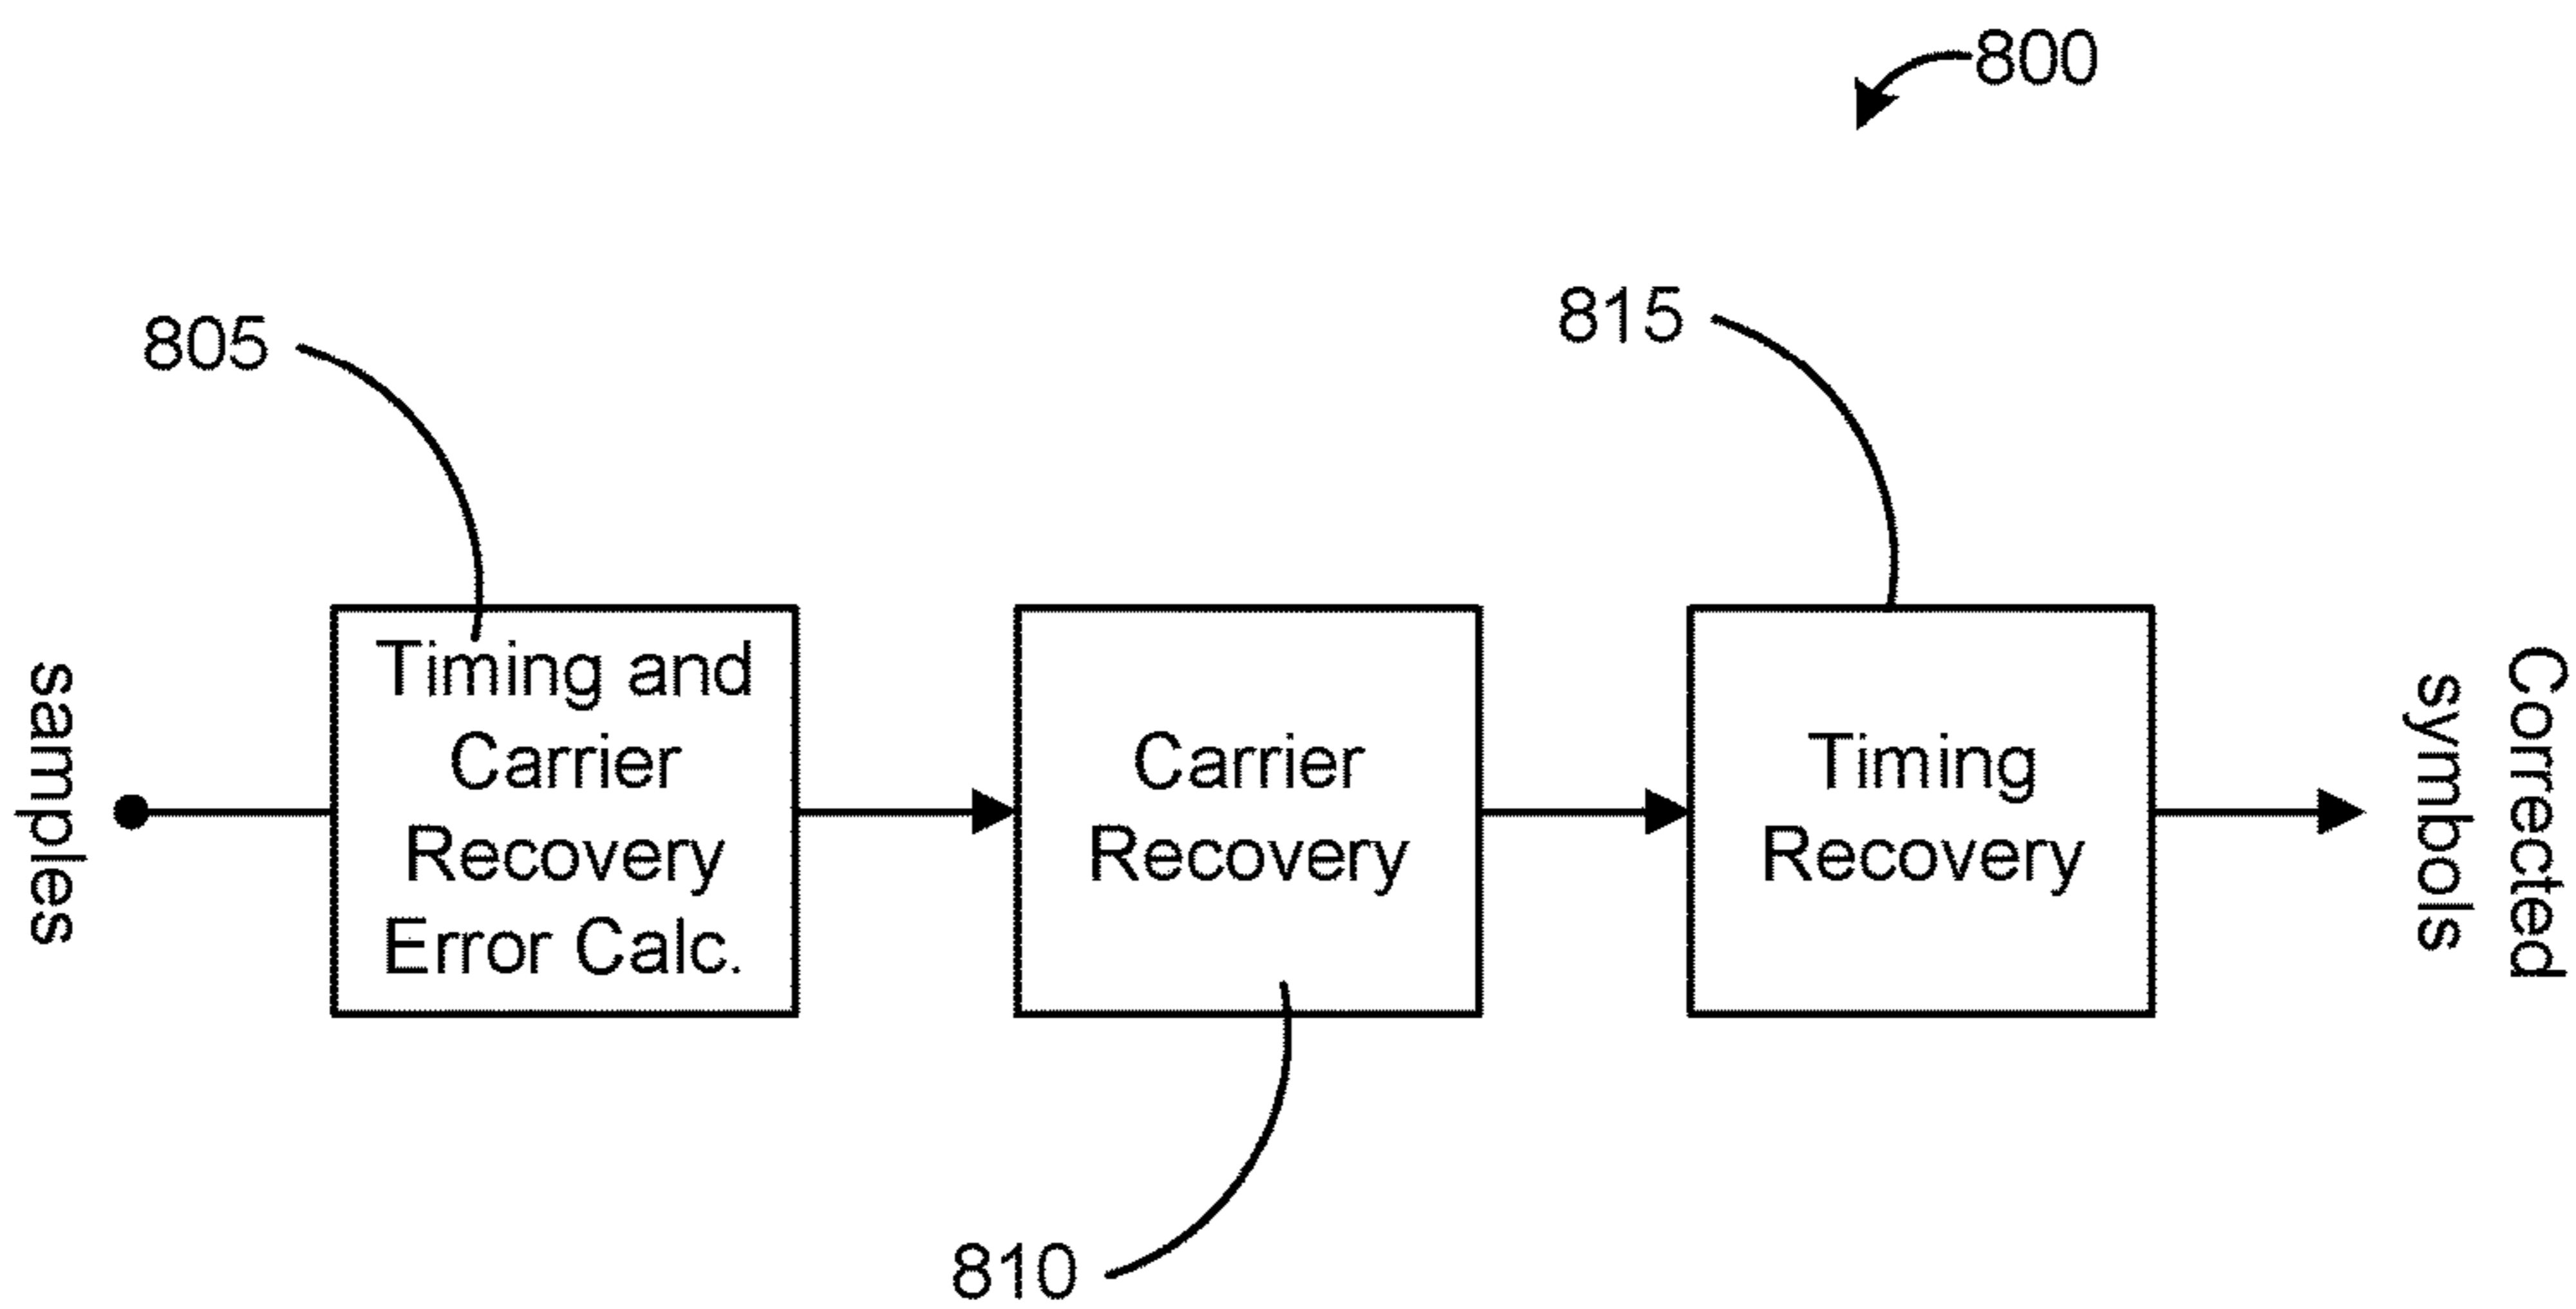 800
805
815
samples
Timing and
Carrier
Recovery
Error Calc.
Carrier
Recovery
Timing
Recovery
Corrected
symbols
810